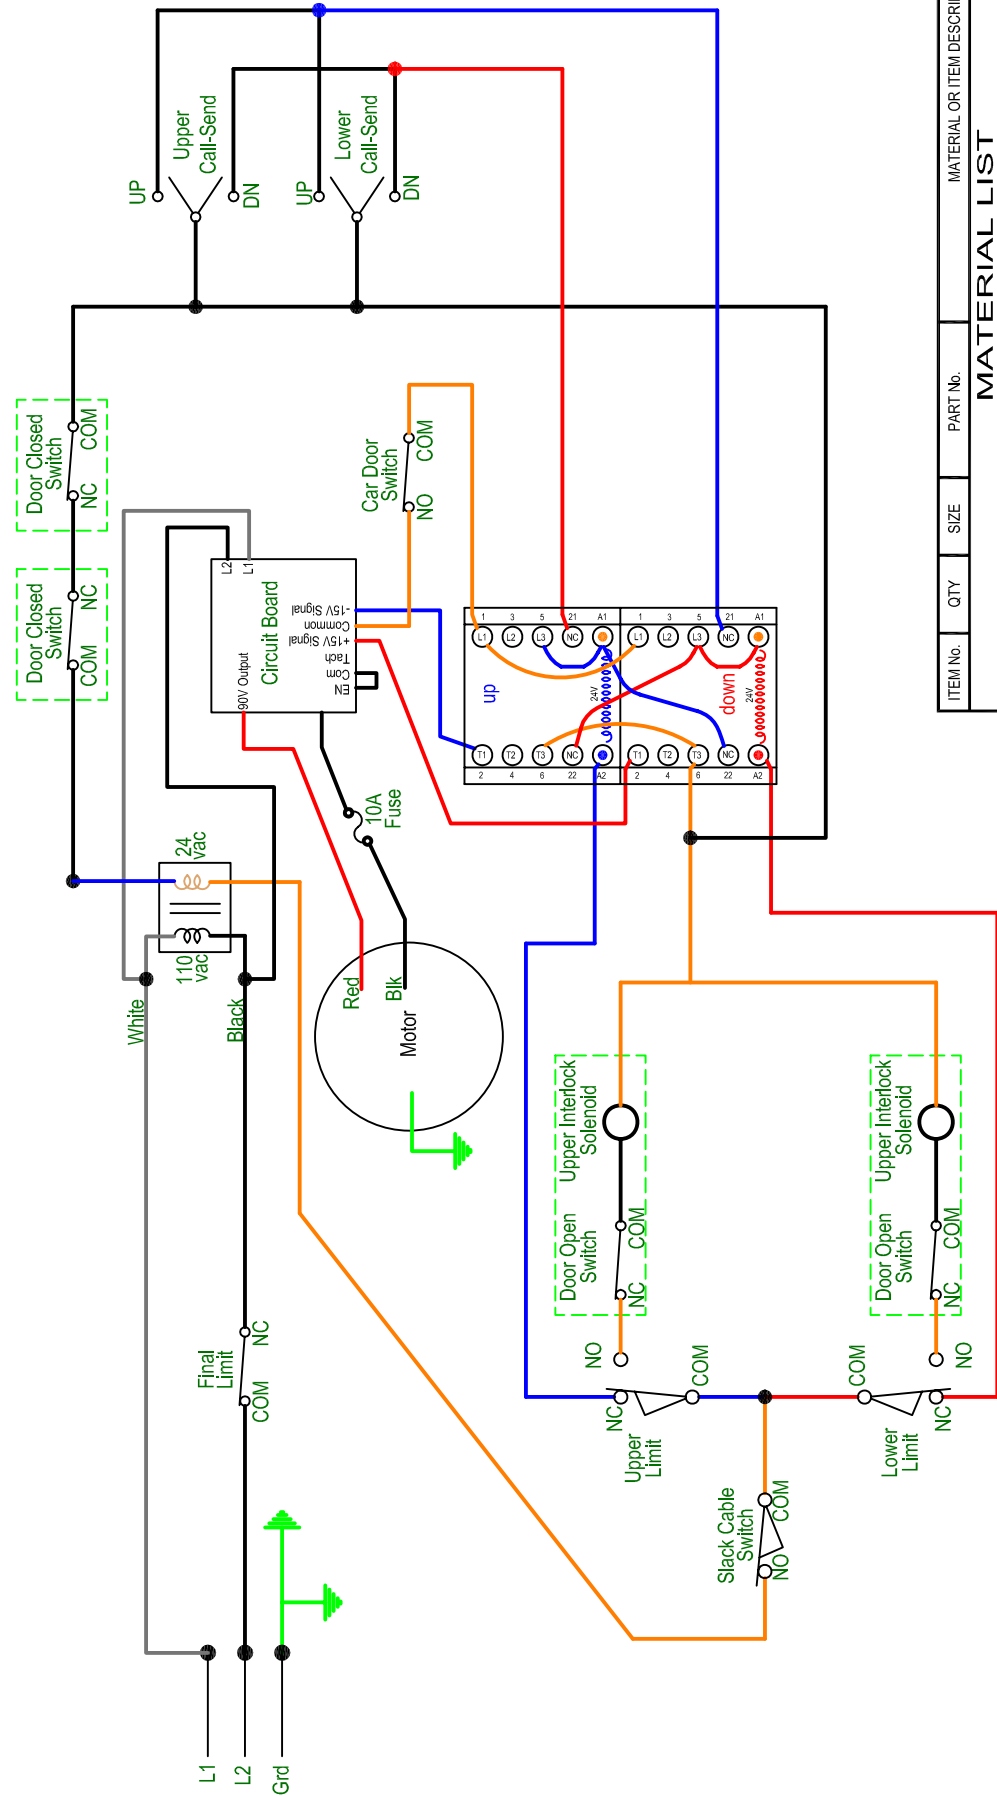 UP
Upper
Call-Send
DN
UP
Lower
Call-Send
DN
Door Closed
Switch
COM
NC
Door Closed
Switch
NC
COM
Car Door
Switch
COM
NO
L2
L1
Circuit Board
90V Output
-15V Signal
Common
+15V Signal
Tach
Com
EN
10A
Fuse
24
vac
110
vac
White
Black
Red
Blk
Motor
1
3
5
21
A1
1
3
5
21
A1
L1
L2
L3
NC
L1
L2
L3
NC
up
24V
down
24V
T1
T2
T3
NC
T1
T2
T3
NC
2
4
6
22
A2
2
4
6
22
A2
Final
Limit
NC
COM
Upper Interlock
Solenoid
Door Open
Switch
COM
NC
Upper Interlock
Solenoid
Door Open
Switch
COM
NC
NO
COM
NC
Upper
Limit
COM
NO
NC
Lower
Limit
Slack Cable
Switch
COM
NO
L1
L2
Grd
ITEM No.
QTY
SIZE
PART No.
MATERIAL OR ITEM DESCRI
MATERIAL LIST